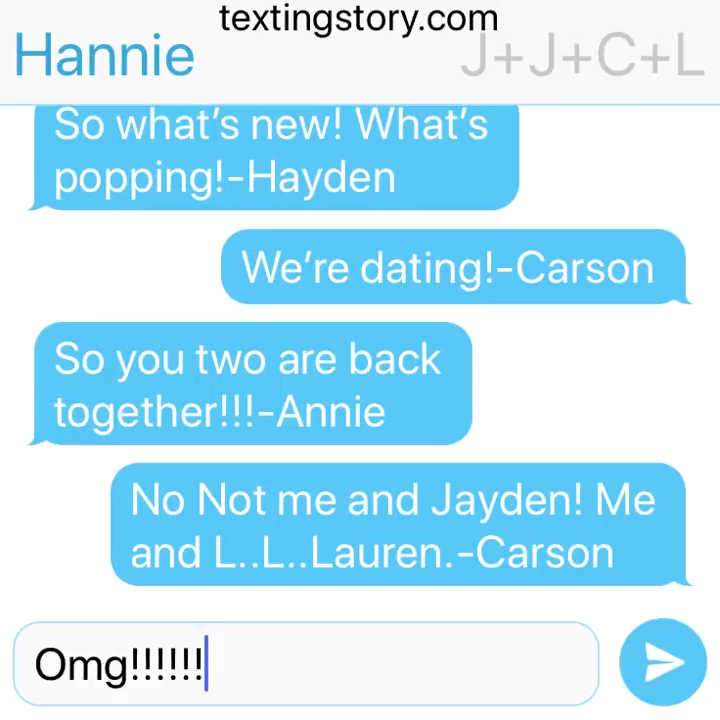 textingstory.com
Hannie
J+J+C+L
So what's new! What's
popping!-Hayden
We're dating!-Carson
So you two are back
together!!!-Annie
No Not me and Jayden! Me
and L..L..Lauren.-Carson
Omg!!!!!!